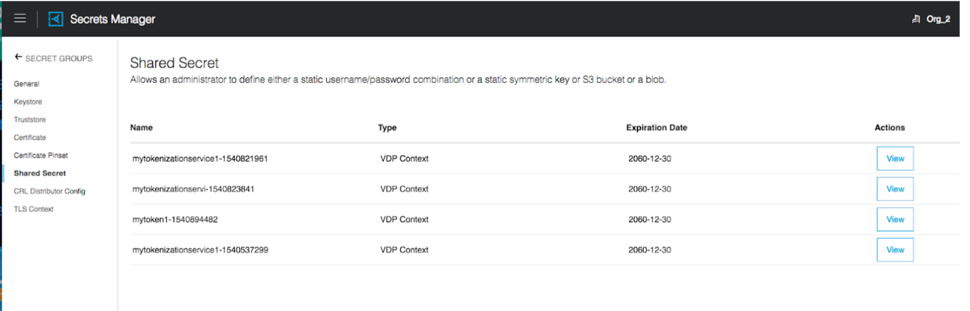 Secrets Manager
Org_2
SECRET GROUPS
General
Keystore
Truststore
Certificate
Certificate Pinset
Shared Secret
CRL Distributor Config
TLS Context
Shared Secret
Allows an administrator to define either a static username/password combination or a static symmetric key or S3 bucket or a blob.
Name Type Expiration Date Actions
mytokenizationservice1-1540821961 VDP Context 2060-12-30 View
mytokenizationservi-1540823841 VDP Context 2060-12-30 View
mytoken1-1540894482 VDP Context 2060-12-30 View
mytokenizationservice1-1540537299 VDP Context 2060-12-30 View